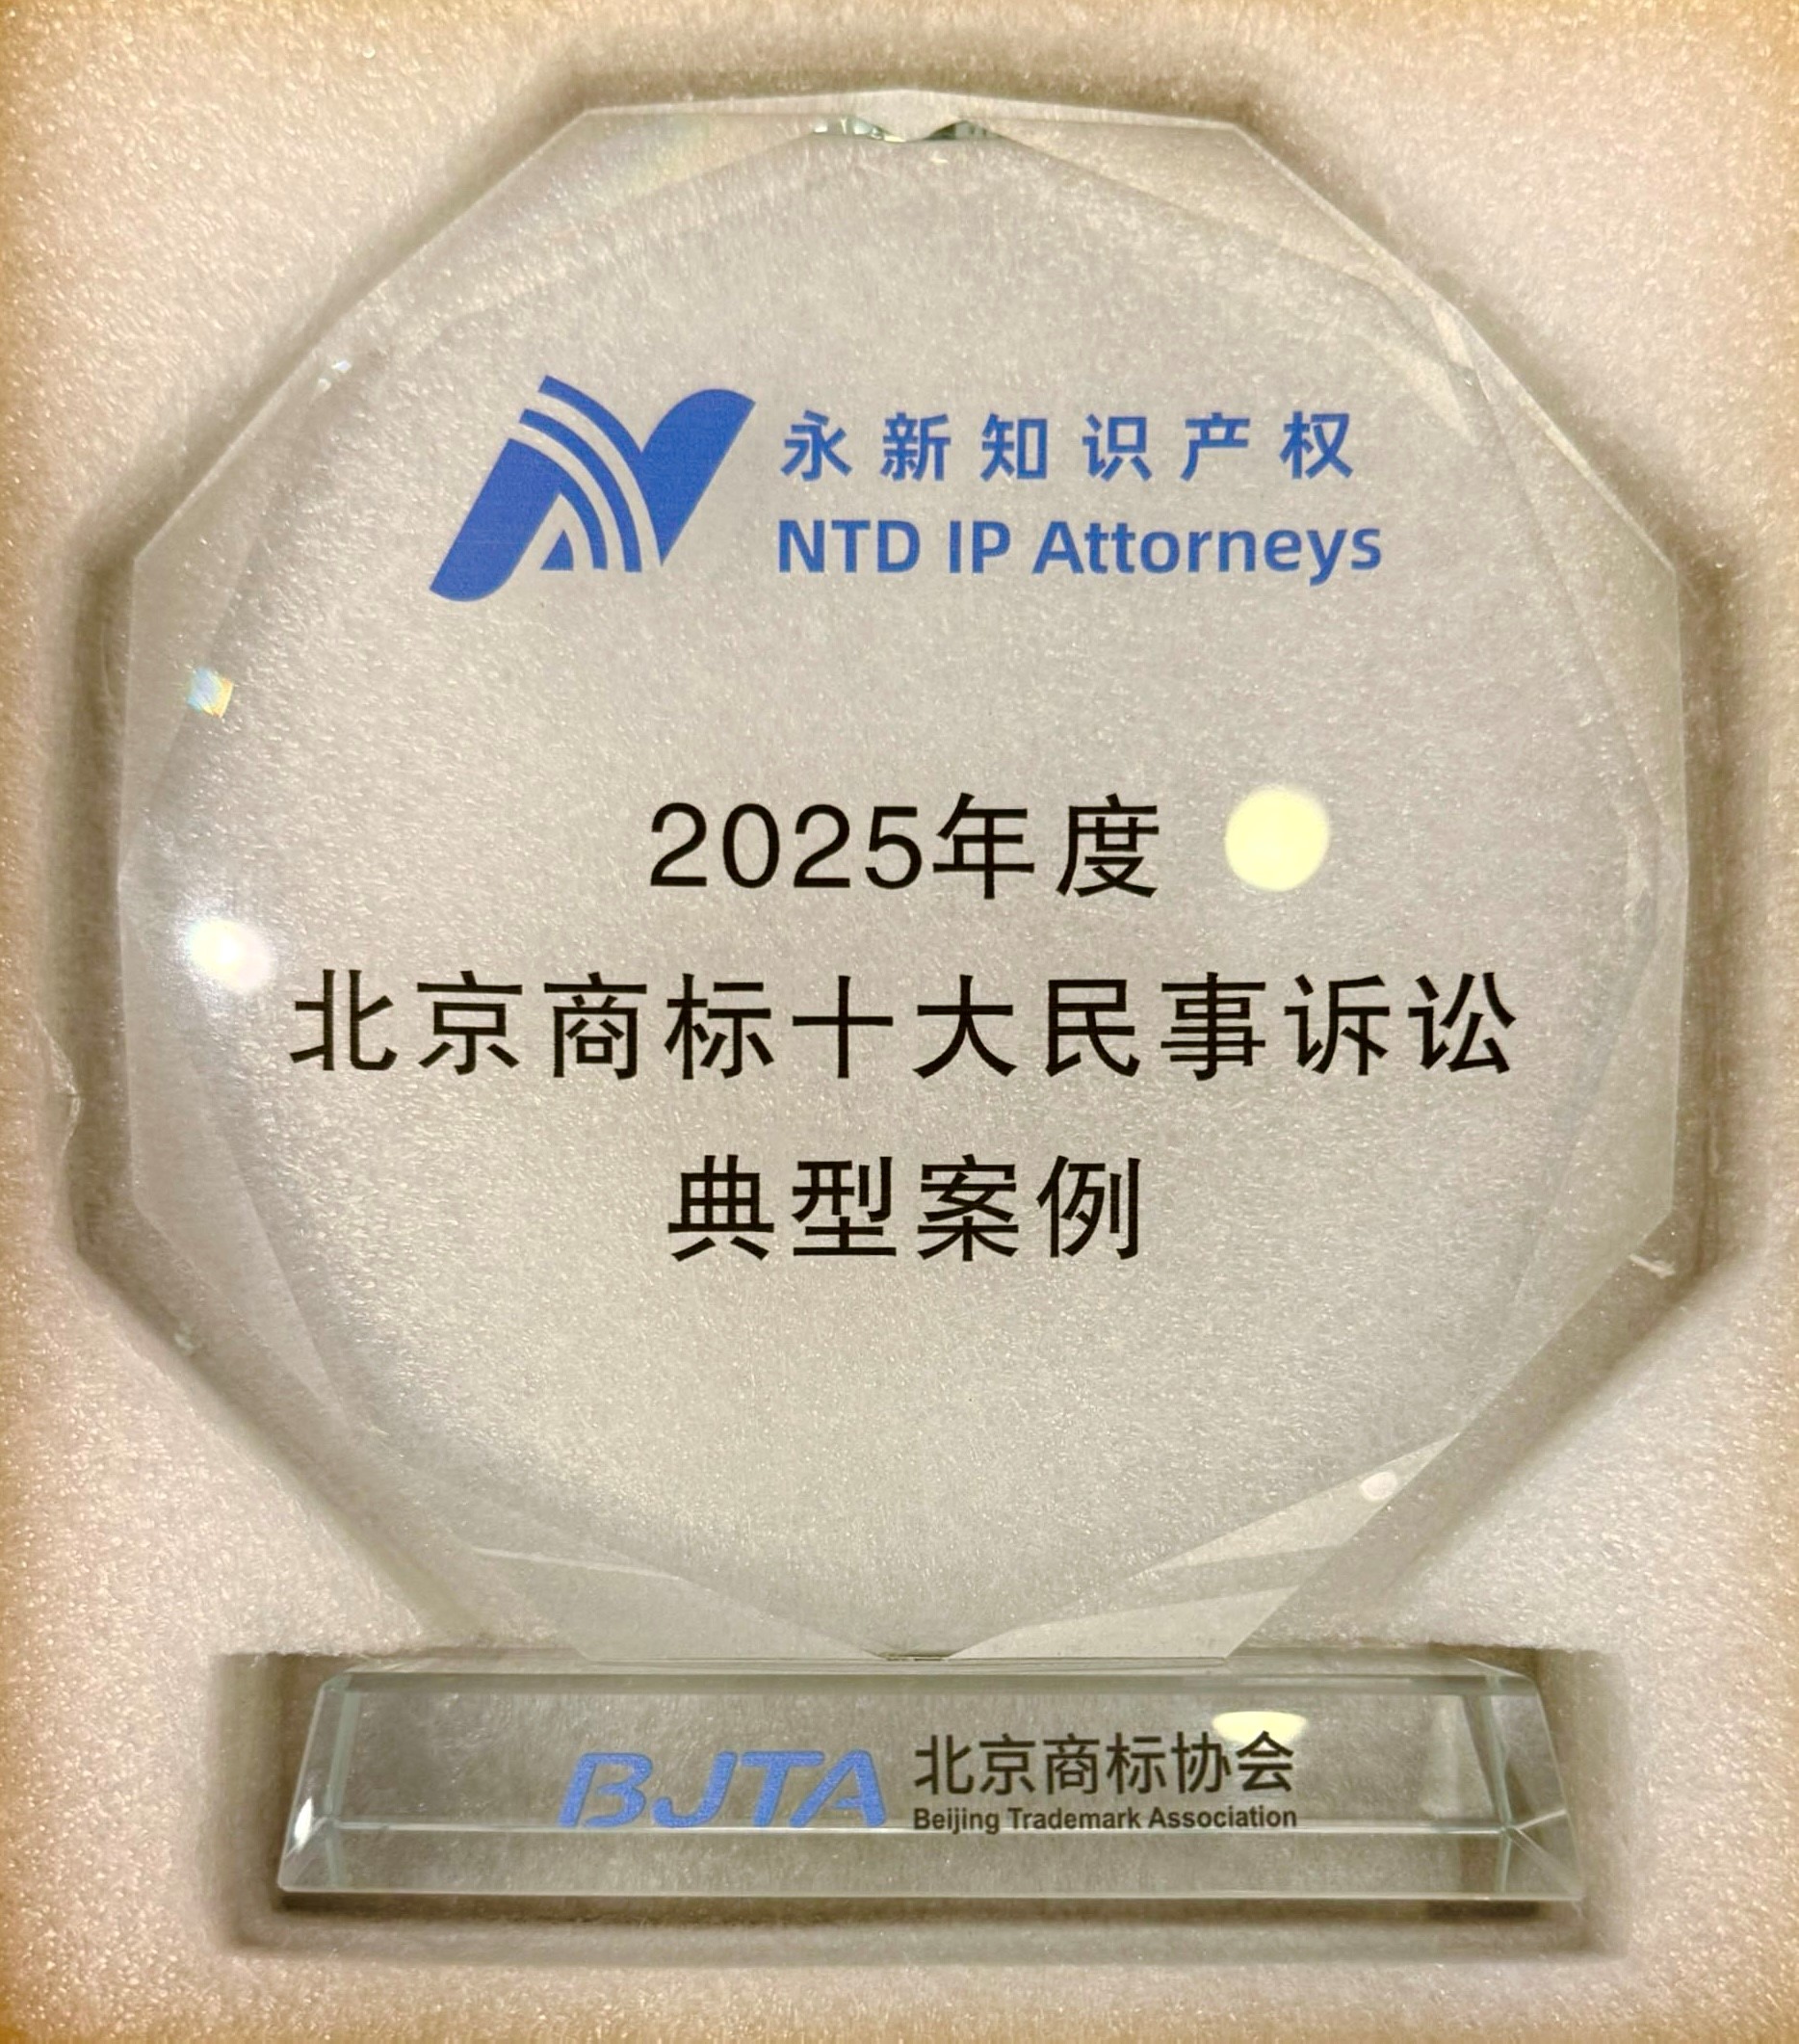 永新知识产权
NTD IP Attorneys
2025年度
北京商标十大民事诉讼
典型案例
BJTA 北京商标协会
Beijing Trademark Association